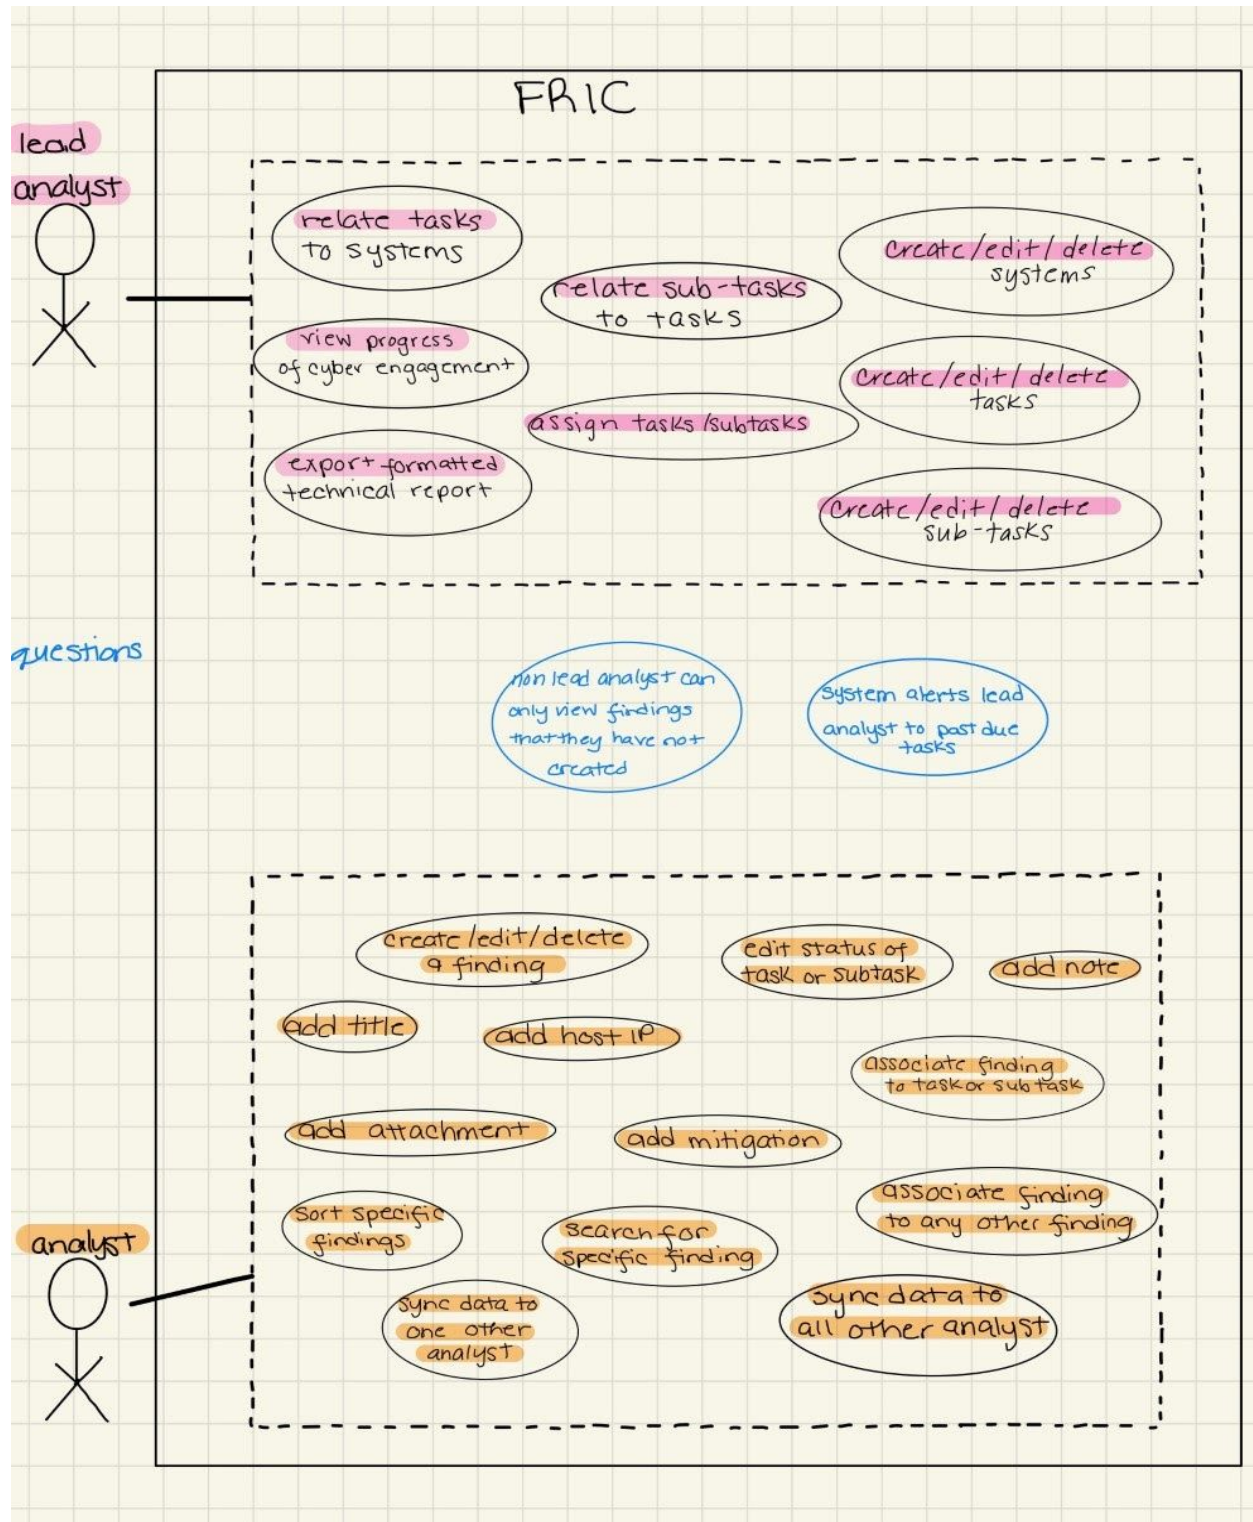 FRIC
lead
analyst
relate tasks
to systems
create/edit/delete
systems
relate sub-tasks
to tasks
view progress
of cyber engagement
create/edit/delete
tasks
assign tasks/subtasks
export formatted
technical report
create/edit/delete
sub-tasks
questions
non lead analyst can
only view findings
that they have not
created
system alerts lead
analyst to past due
tasks
create/edit/delete
a finding
edit status of
task or subtask
add note
add title
add host IP
associate finding
to task or subtask
add attachment
add mitigation
associate finding
to any other finding
sort specific
findings
search for
specific finding
analyst
sync data to
one other
analyst
sync data to
all other analyst